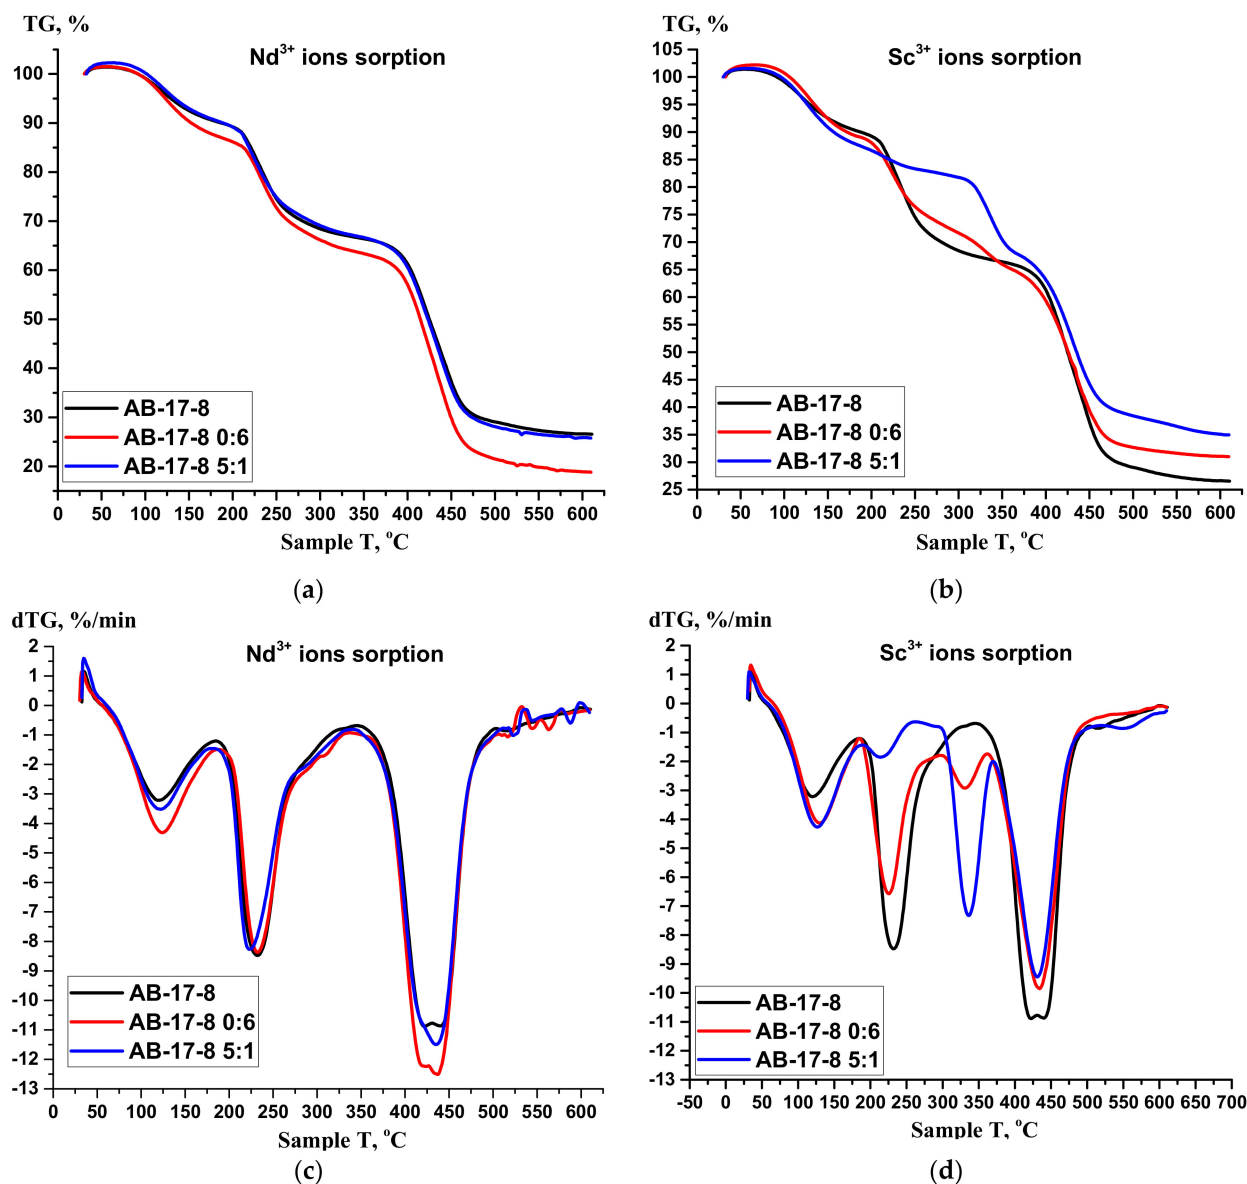 TG, %
Nd³⁺ ions sorption
100
90
80
70
60
50
40
30
20
AB-17-8
AB-17-8 0:6
AB-17-8 5:1
0 50 100 150 200 250 300 350 400 450 500 550 600
Sample T, °C
(a)
TG, %
Sc³⁺ ions sorption
105
100
95
90
85
80
75
70
65
60
55
50
45
40
35
30
25
AB-17-8
AB-17-8 0:6
AB-17-8 5:1
0 50 100 150 200 250 300 350 400 450 500 550 600
Sample T, °C
(b)
dTG, %/min
Nd³⁺ ions sorption
2
1
0
-1
-2
-3
-4
-5
-6
-7
-8
-9
-10
-11
-12
-13
AB-17-8
AB-17-8 0:6
AB-17-8 5:1
0 50 100 150 200 250 300 350 400 450 500 550 600
Sample T, °C
(c)
dTG, %/min
Sc³⁺ ions sorption
2
1
0
-1
-2
-3
-4
-5
-6
-7
-8
-9
-10
-11
-12
-13
AB-17-8
AB-17-8 0:6
AB-17-8 5:1
-50 0 50 100 150 200 250 300 350 400 450 500 550 600 650 700
Sample T, °C
(d)